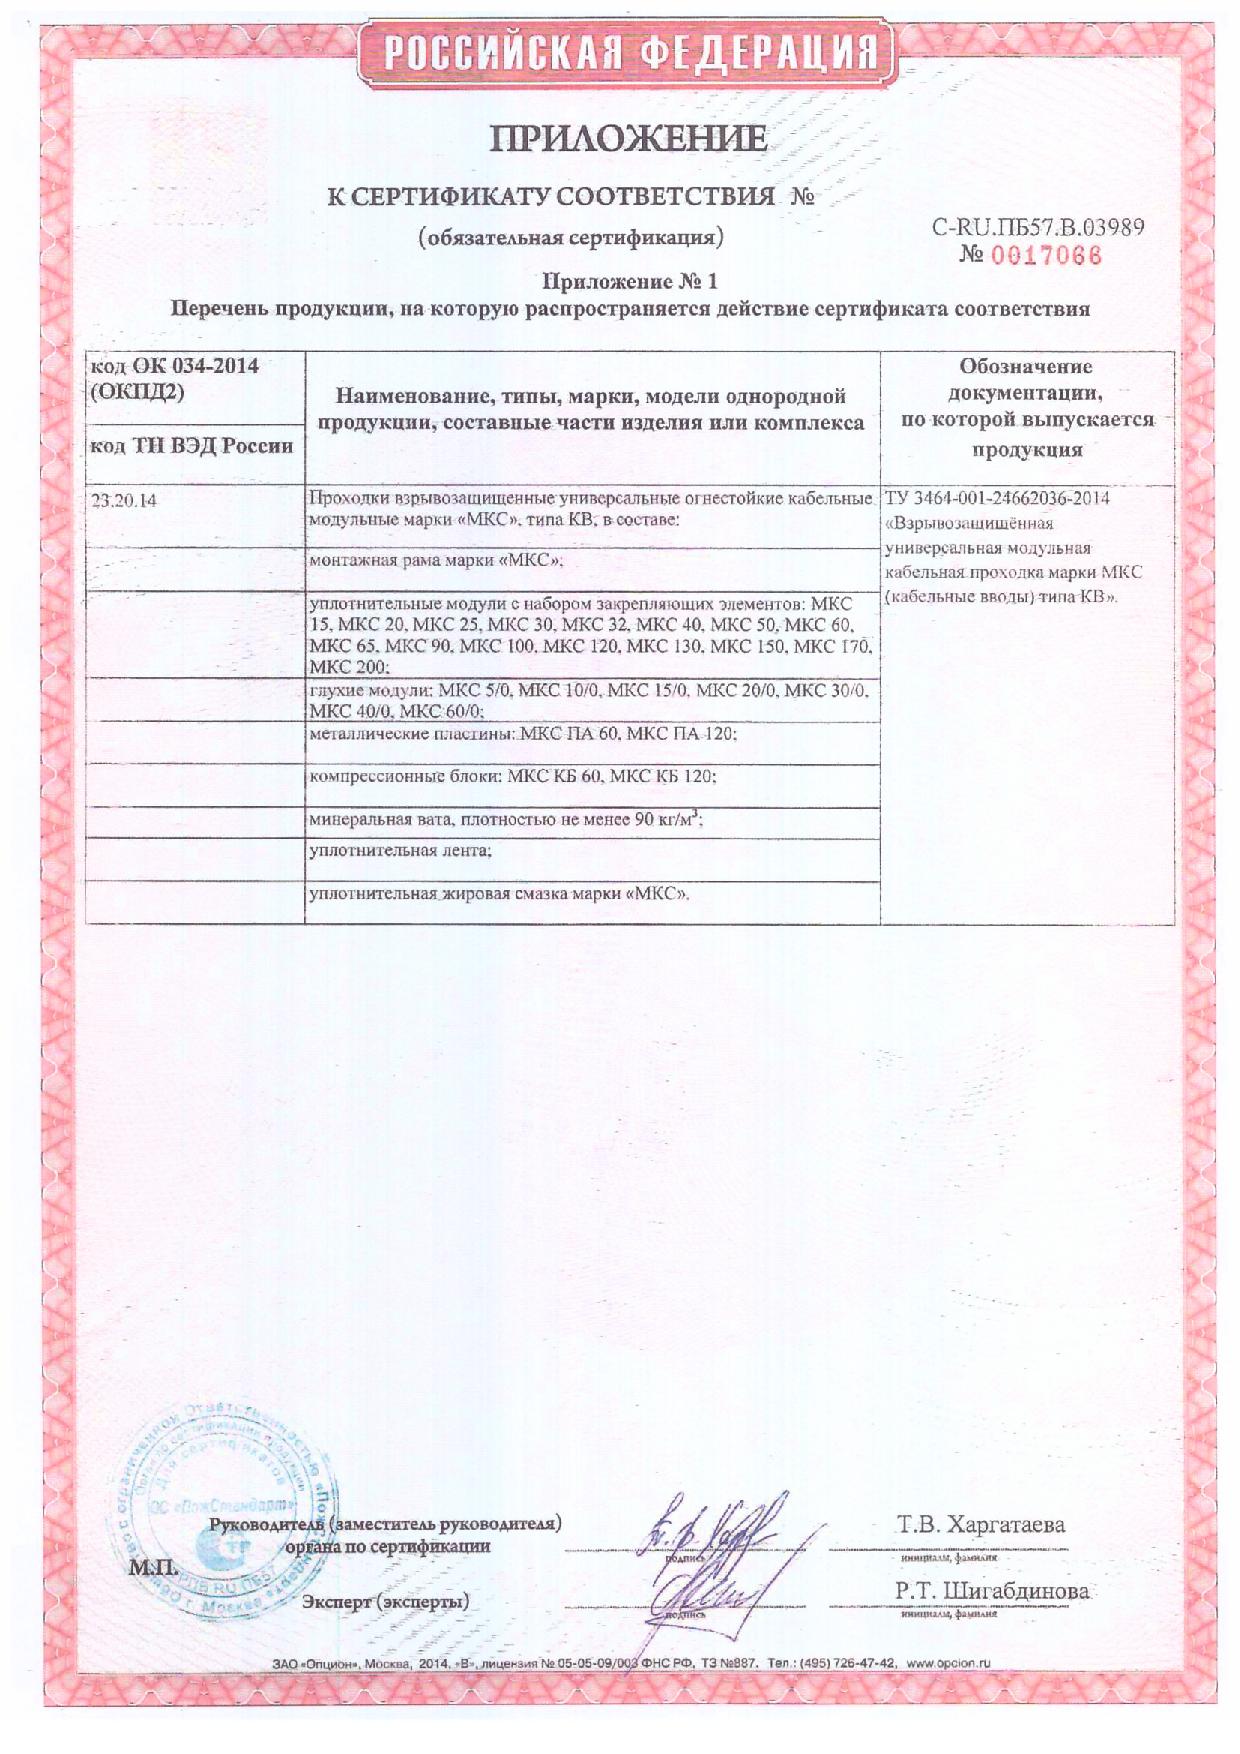 РОССИЙСКАЯ ФЕДЕРАЦИЯ
ПРИЛОЖЕНИЕ
К СЕРТИФИКАТУ СООТВЕТСТВИЯ №
(обязательная сертификация)
C-RU.ПБ57.В.03989
№ 0017066
Приложение № 1
Перечень продукции, на которую распространяется действие сертификата соответствия
код ОК 034-2014
(ОКПД2)
код ТН ВЭД России
Наименование, типы, марки, модели однородной
продукции, составные части изделия или комплекса
Обозначение
документации,
по которой выпускается
продукция
23.20.14
Проходки взрывозащищенные универсальные огнестойкие кабельные
модульные марки «МКС», типа КВ, в составе:
монтажная рама марки «МКС»;
уплотнительные модули с набором закрепляющих элементов: МКС
15, МКС 20, МКС 25, МКС 30, МКС 32, МКС 40, МКС 50, МКС 60,
МКС 65, МКС 90, МКС 100, МКС 120, МКС 130, МКС 150, МКС 170,
МКС 200;
глухие модули: МКС 5/0, МКС 10/0, МКС 15/0, МКС 20/0, МКС 30/0,
МКС 40/0, МКС 60/0;
металлические пластины: МКС ПА 60, МКС ПА 120;
компрессионные блоки: МКС КБ 60, МКС КБ 120;
минеральная вата, плотностью не менее 90 кг/м³;
уплотнительная лента;
уплотнительная жировая смазка марки «МКС».
ТУ 3464-001-24662036-2014
«Взрывозащищённая
универсальная модульная
кабельная проходка марки МКС
(кабельные вводы) типа КВ».
ОС «ПожСтандарт»
Для сертификатов
Руководитель (заместитель руководителя)
органа по сертификации
подпись
Т.В. Харгатаева
инициалы, фамилия
М.П.
Эксперт (эксперты)
подпись
Р.Т. Шигабдинова
инициалы, фамилия
ЗАО «Опцион», Москва, 2014, «В», лицензия № 05-05-09/003 ФНС РФ, ТЗ №887. Тел.: (495) 726-47-42, www.opcion.ru